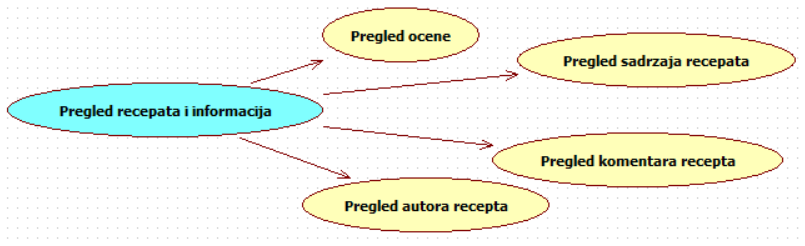 Pregled ocene
Pregled sadrzaja recepata
Pregled recepata i informacija
Pregled komentara recepta
Pregled autora recepta